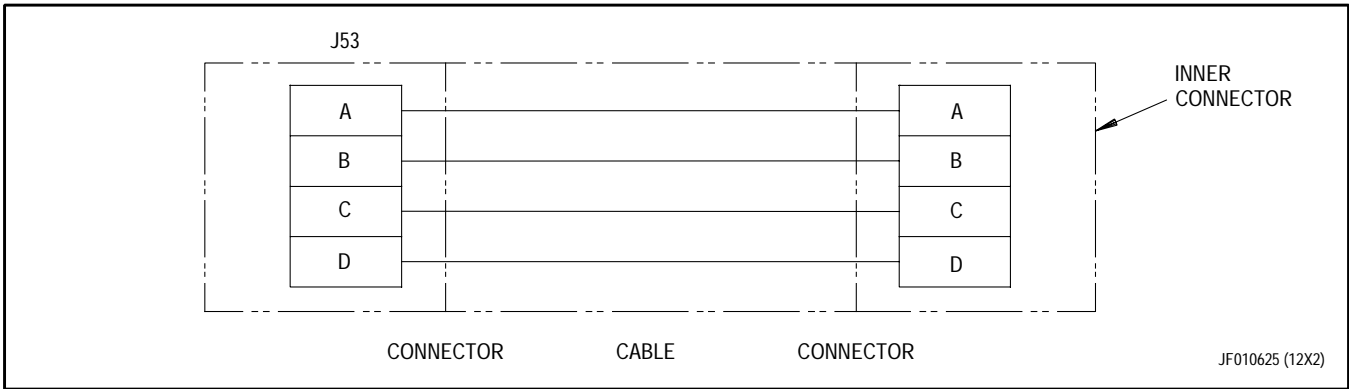 J53
INNER
CONNECTOR
A A
B B
C C
D D
CONNECTOR CABLE CONNECTOR
JF010625 (12X2)